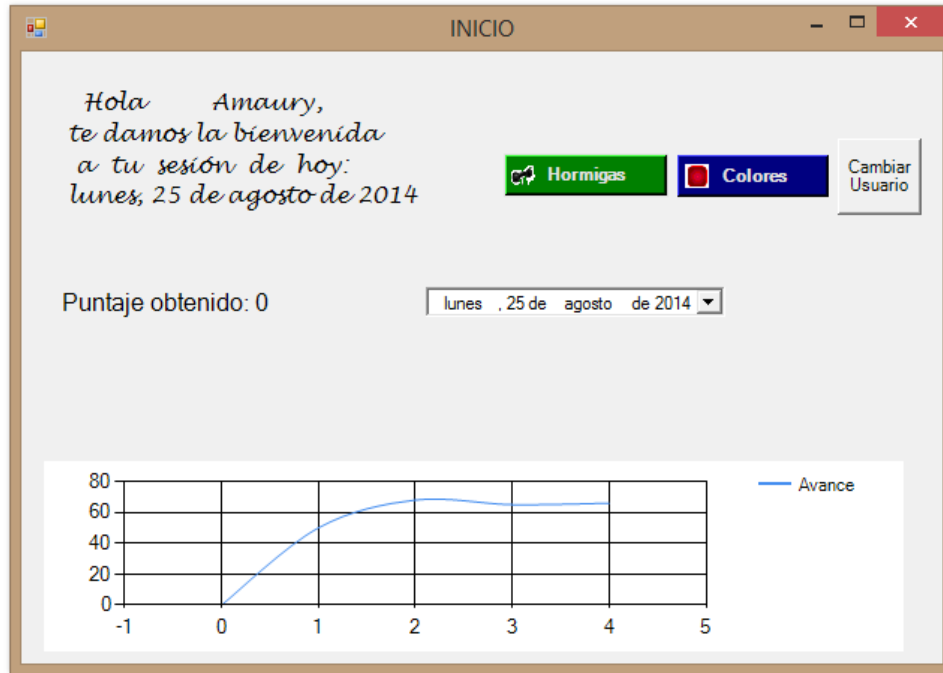 INICIO
Hola Amaury,
te damos la bienvenida
a tu sesión de hoy:
lunes, 25 de agosto de 2014
Hormigas
Colores
Cambiar
Usuario
Puntaje obtenido: 0
lunes , 25 de agosto de 2014
80
60
40
20
0
-1 0 1 2 3 4 5
Avance